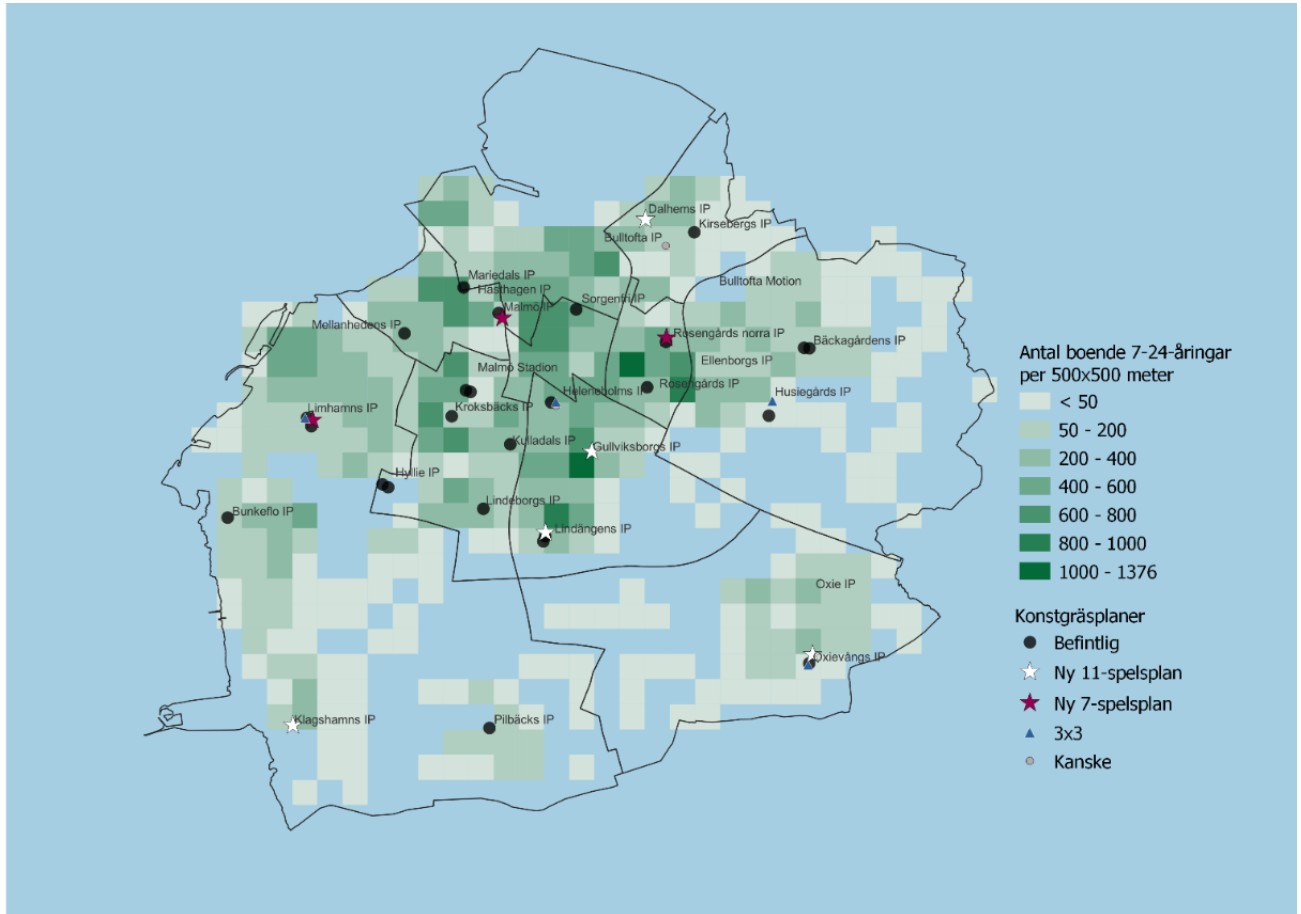 Dalhems IP
Kirsebergs IP
Bulltofta IP
Mariedals IP
Bulltofta Motion
Hästhagen IP
Malmö IP
Sorgenfri IP
Mellanhedens IP
Rosengårds norra IP
Bäckagårdens IP
Malmö Stadion
Ellenborgs IP
Heleneholms IP
Rosengårds IP
Husiegårds IP
Limhamns IP
Kroksbäcks IP
Kulladals IP
Gullviksborgs IP
Hyllie IP
Lindeborgs IP
Bunkeflo IP
Lindängens IP
Oxie IP
Oxievångs IP
Klagshamns IP
Pilbäcks IP
Antal boende 7-24-åringar
per 500x500 meter
< 50
50 - 200
200 - 400
400 - 600
600 - 800
800 - 1000
1000 - 1376
Konstgräsplaner
Befintlig
Ny 11-spelsplan
Ny 7-spelsplan
3x3
Kanske